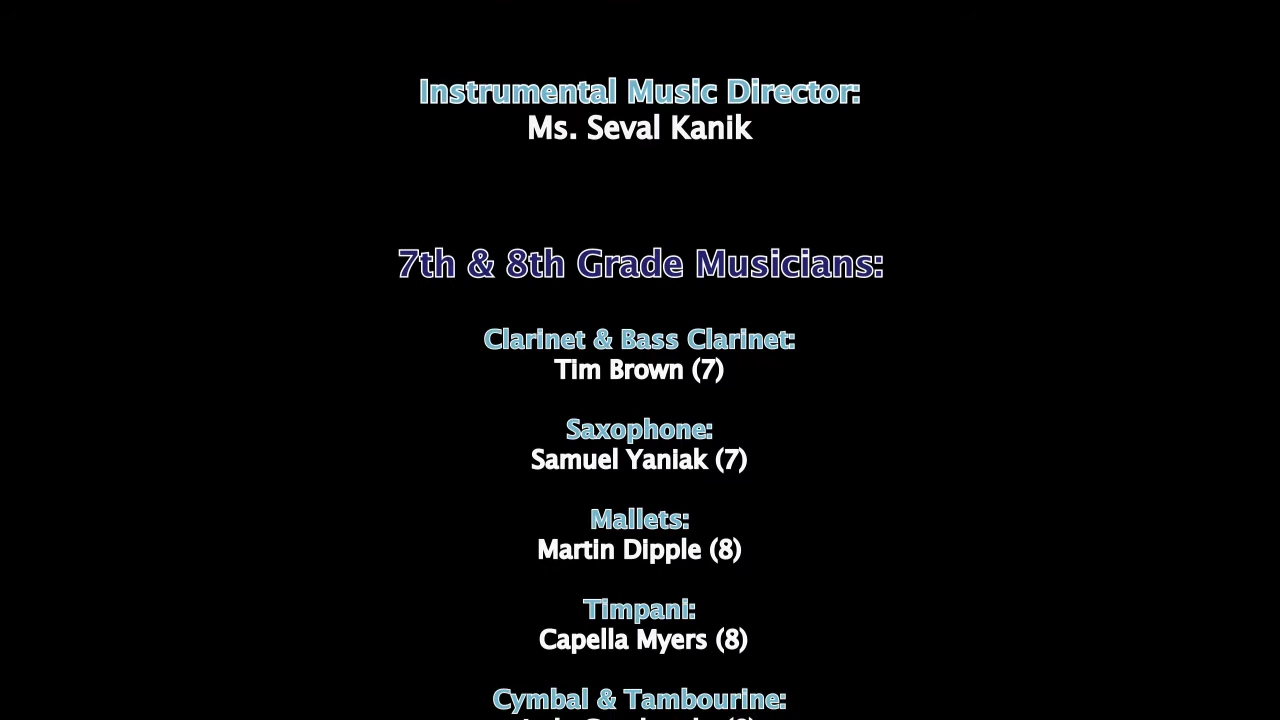 Instrumental Music Director:
Ms. Seval Kanik
7th & 8th Grade Musicians:
Clarinet & Bass Clarinet:
Tim Brown (7)
Saxophone:
Samuel Yaniak (7)
Mallets:
Martin Dipple (8)
Timpani:
Capella Myers (8)
Cymbal & Tambourine: